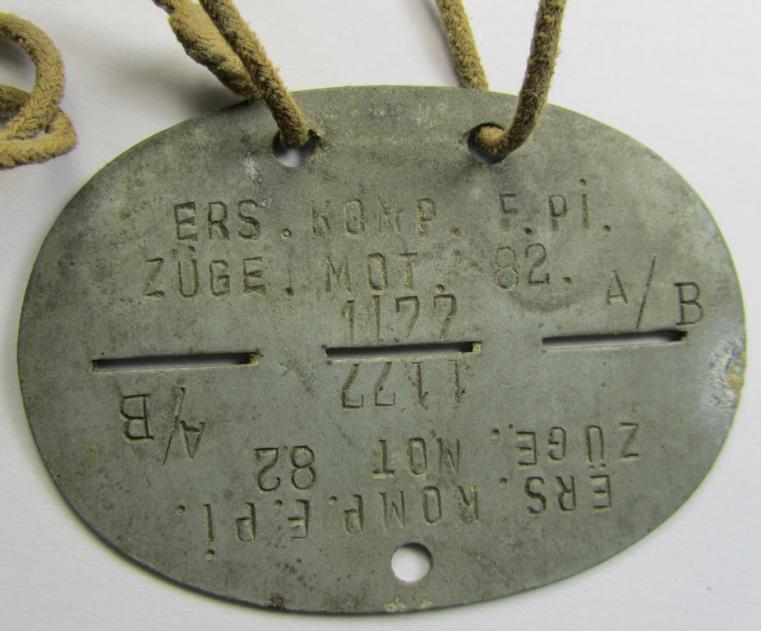 ERS. KOMP. F. Pi.
ZÜGE. MOT. 82.
1177
A/B
1177
A/B
ZÜGE. MOT 82
ERS. KOMP. F. Pi.